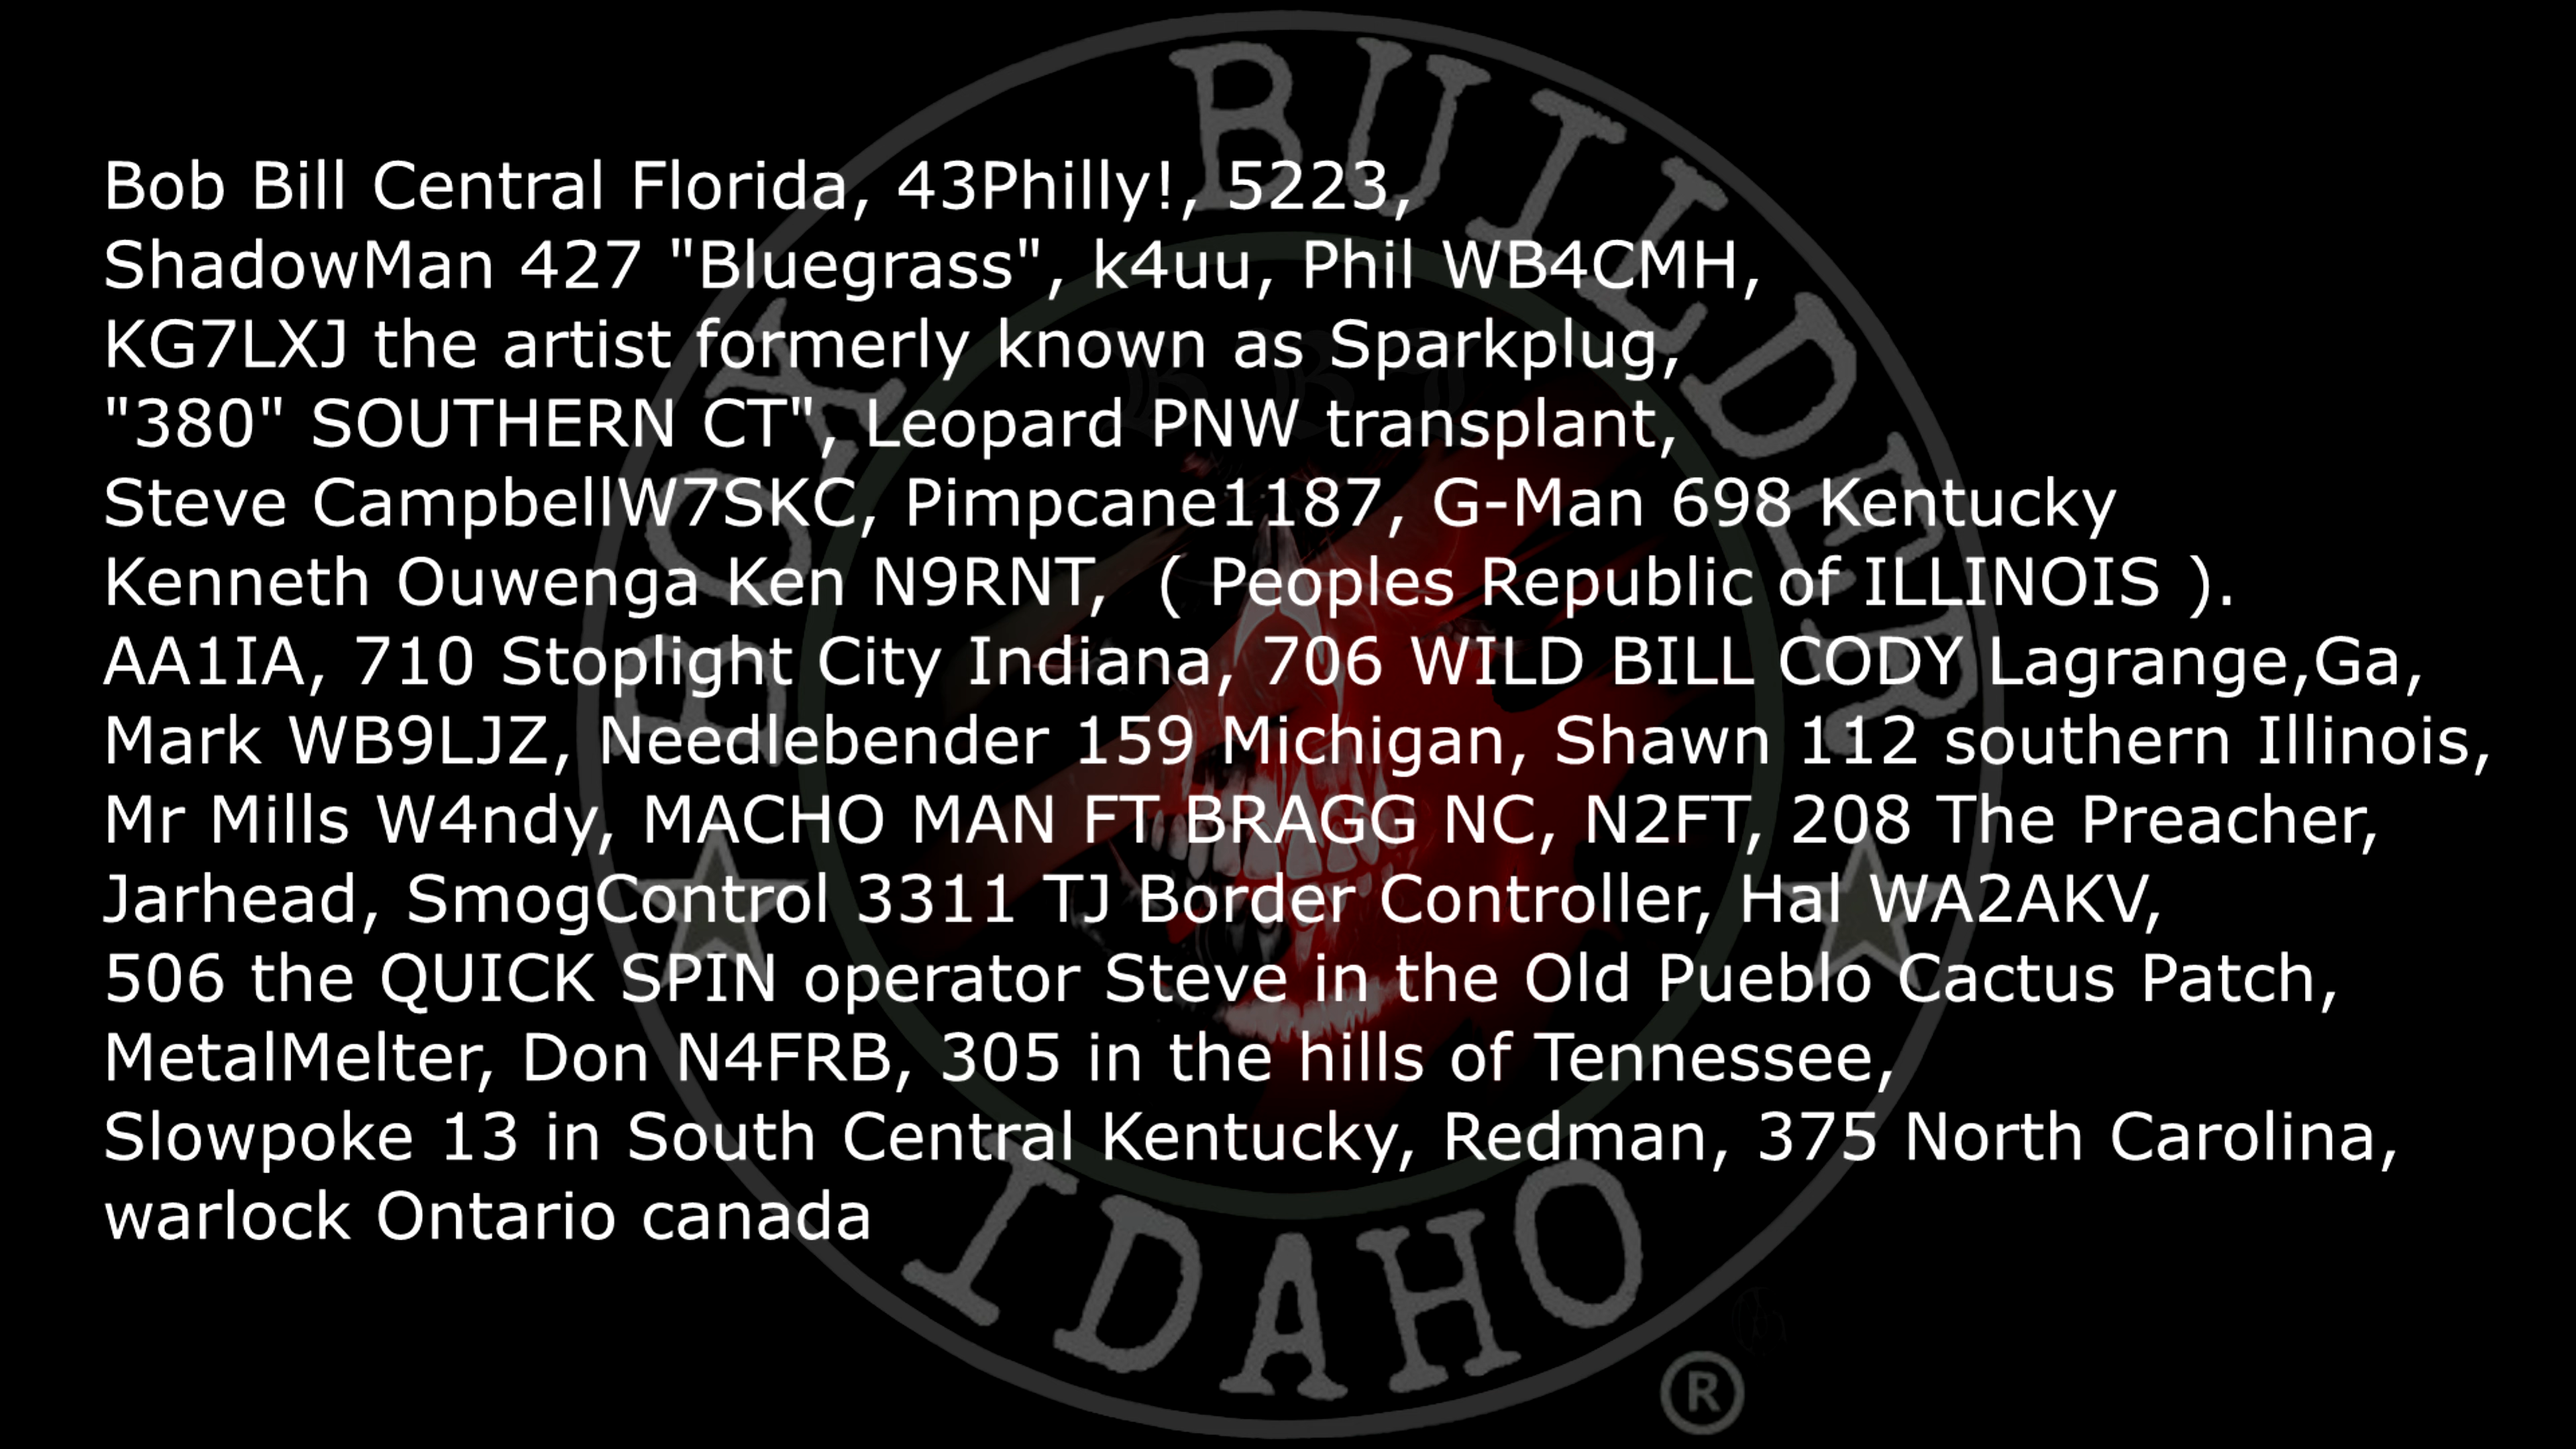 Bob Bill Central Florida, 43Philly!, 5223,
ShadowMan 427 "Bluegrass", k4uu, Phil WB4CMH,
KG7LXJ the artist formerly known as Sparkplug,
"380" SOUTHERN CT", Leopard PNW transplant,
Steve CampbellW7SKC, Pimpcane1187, G-Man 698 Kentucky
Kenneth Ouwenga Ken N9RNT,  ( Peoples Republic of ILLINOIS ).
AA1IA, 710 Stoplight City Indiana, 706 WILD BILL CODY Lagrange,Ga,
Mark WB9LJZ, Needlebender 159 Michigan, Shawn 112 southern Illinois,
Mr Mills W4ndy, MACHO MAN FT BRAGG NC, N2FT, 208 The Preacher,
Jarhead, SmogControl 3311 TJ Border Controller, Hal WA2AKV,
506 the QUICK SPIN operator Steve in the Old Pueblo Cactus Patch,
MetalMelter, Don N4FRB, 305 in the hills of Tennessee,
Slowpoke 13 in South Central Kentucky, Redman, 375 North Carolina,
warlock Ontario canada
BOX BUILDER
IDAHO
®